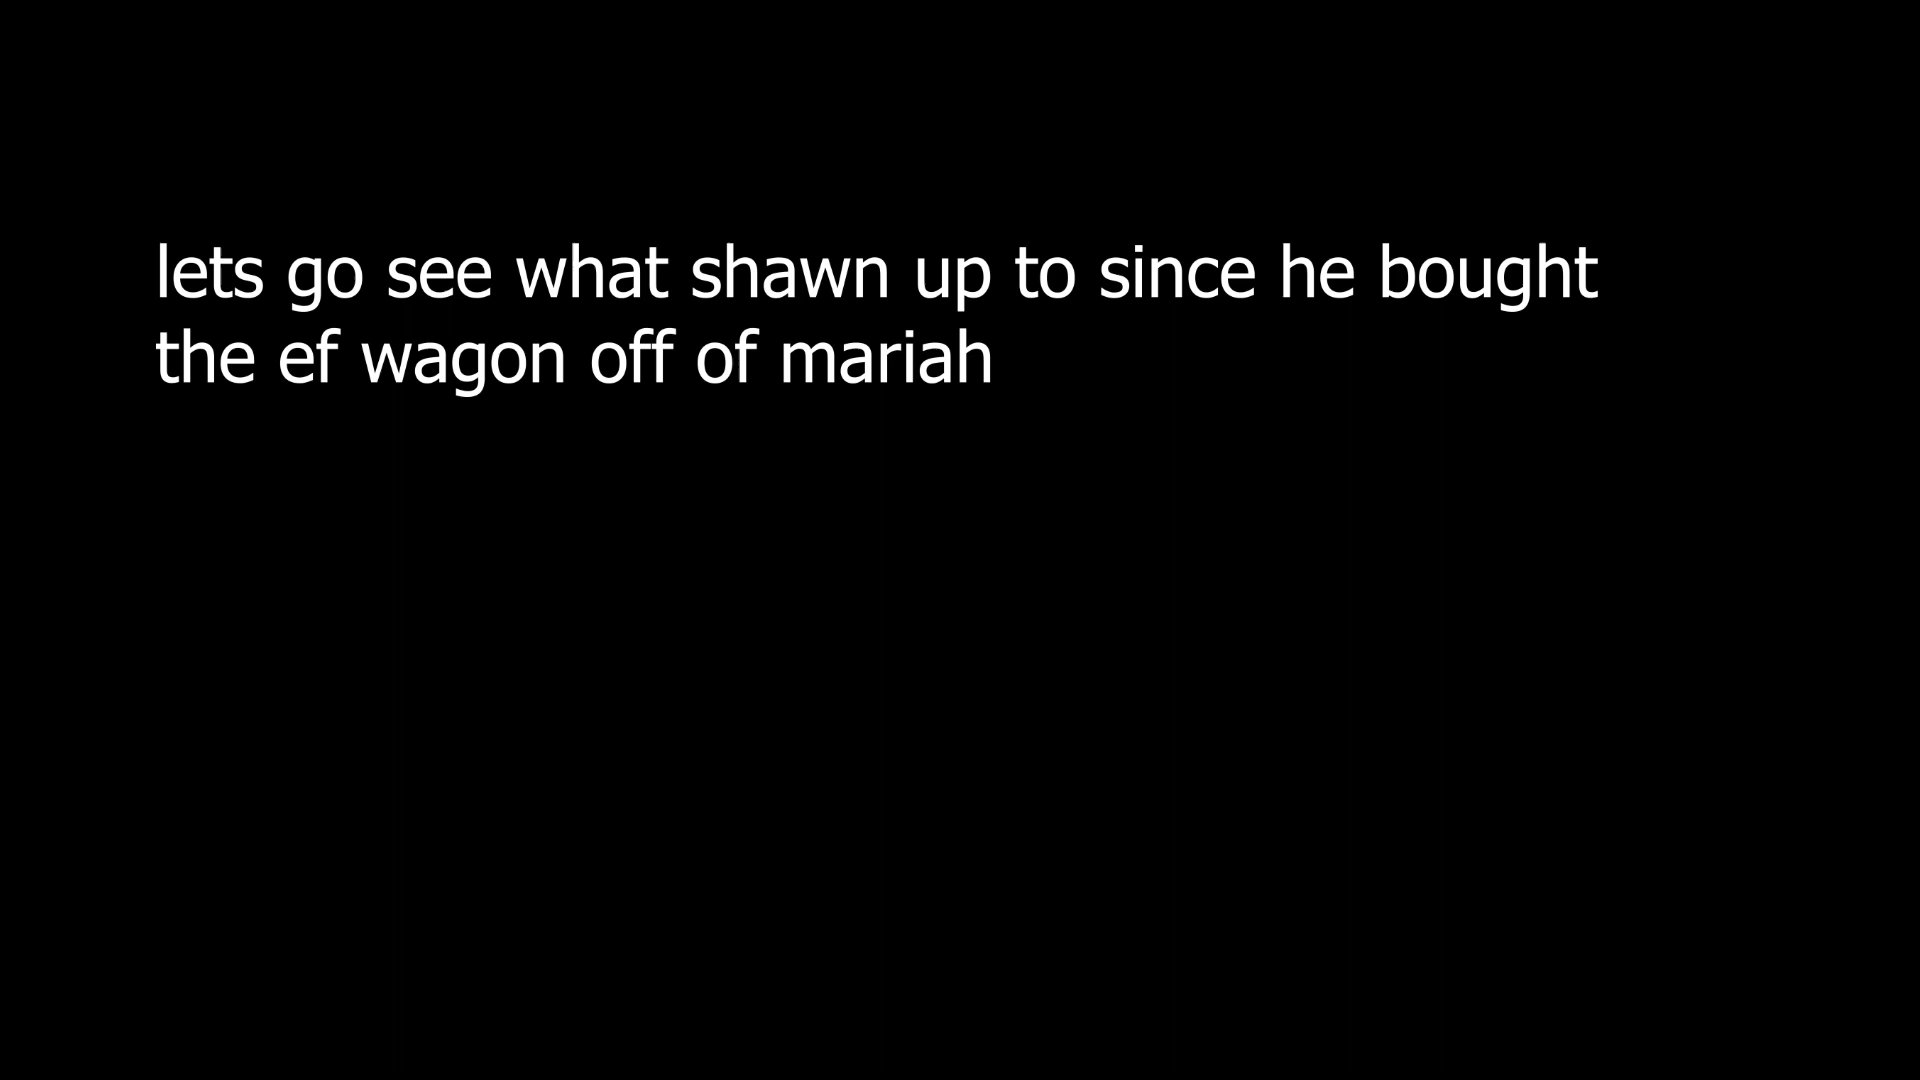 lets go see what shawn up to since he bought
the ef wagon off of mariah